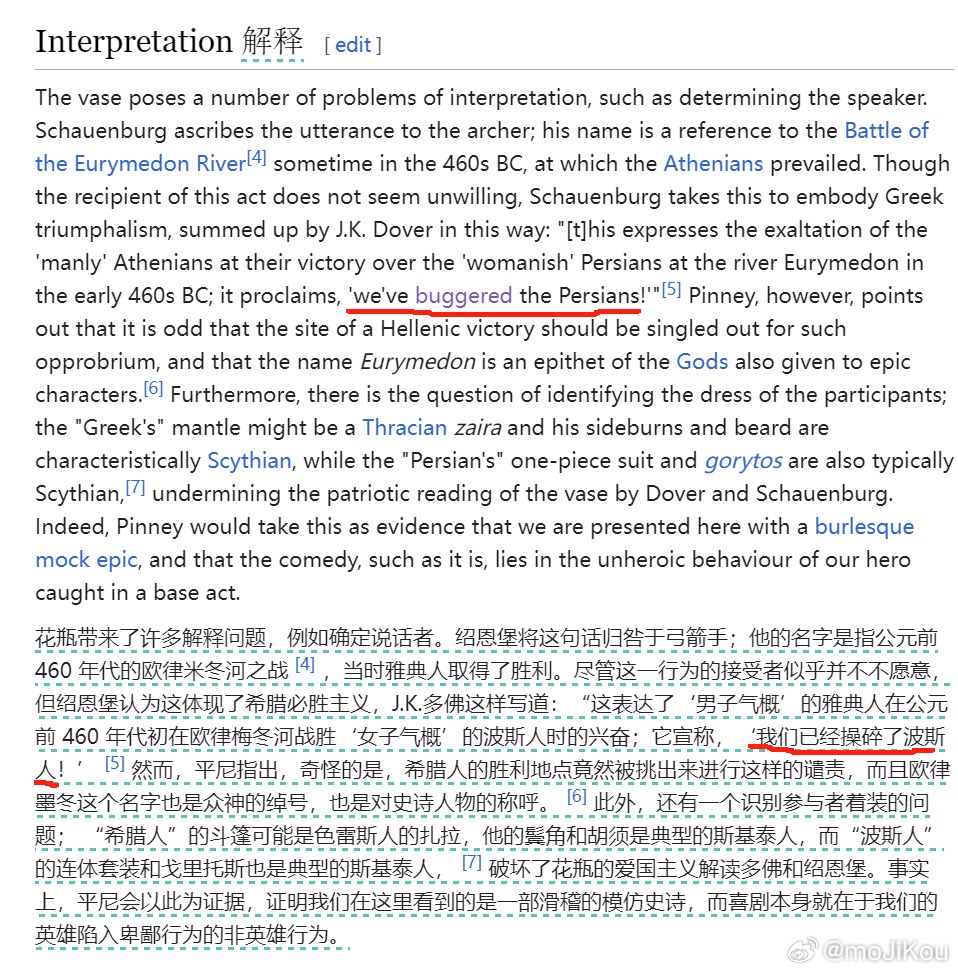 Interpretation 解释 [ edit ]
The vase poses a number of problems of interpretation, such as determining the speaker.
Schauenburg ascribes the utterance to the archer; his name is a reference to the Battle of
the Eurymedon River[4] sometime in the 460s BC, at which the Athenians prevailed. Though
the recipient of this act does not seem unwilling, Schauenburg takes this to embody Greek
triumphalism, summed up by J.K. Dover in this way: "[t]his expresses the exaltation of the
'manly' Athenians at their victory over the 'womanish' Persians at the river Eurymedon in
the early 460s BC; it proclaims, 'we've buggered the Persians!'"[5] Pinney, however, points
out that it is odd that the site of a Hellenic victory should be singled out for such
opprobrium, and that the name Eurymedon is an epithet of the Gods also given to epic
characters.[6] Furthermore, there is the question of identifying the dress of the participants;
the "Greek's" mantle might be a Thracian zaira and his sideburns and beard are
characteristically Scythian, while the "Persian's" one-piece suit and gorytos are also typically
Scythian,[7] undermining the patriotic reading of the vase by Dover and Schauenburg.
Indeed, Pinney would take this as evidence that we are presented here with a burlesque
mock epic, and that the comedy, such as it is, lies in the unheroic behaviour of our hero
caught in a base act.
花瓶带来了许多解释问题，例如确定说话者。绍恩堡将这句话归咎于弓箭手；他的名字是指公元前
460 年代的欧律米冬河之战 [4] ，当时雅典人取得了胜利。尽管这一行为的接受者似乎并不不愿意，
但绍恩堡认为这体现了希腊必胜主义，J.K.多佛这样写道：“这表达了‘男子气概’的雅典人在公元
前 460 年代初在欧律梅冬河战胜‘女子气概’的波斯人时的兴奋；它宣称，‘我们已经操碎了波斯
人！’ [5] 然而，平尼指出，奇怪的是，希腊人的胜利地点竟然被挑出来进行这样的谴责，而且欧律
墨冬这个名字也是众神的绰号，也是对史诗人物的称呼。 [6] 此外，还有一个识别参与者着装的问
题；“希腊人”的斗篷可能是色雷斯人的扎拉，他的鬓角和胡须是典型的斯基泰人，而“波斯人”
的连体套装和戈里托斯也是典型的斯基泰人， [7] 破坏了花瓶的爱国主义解读多佛和绍恩堡。事实
上，平尼会以此为证据，证明我们在这里看到的是一部滑稽的模仿史诗，而喜剧本身就在于我们的
英雄陷入卑鄙行为的非英雄行为。
@moJiKou